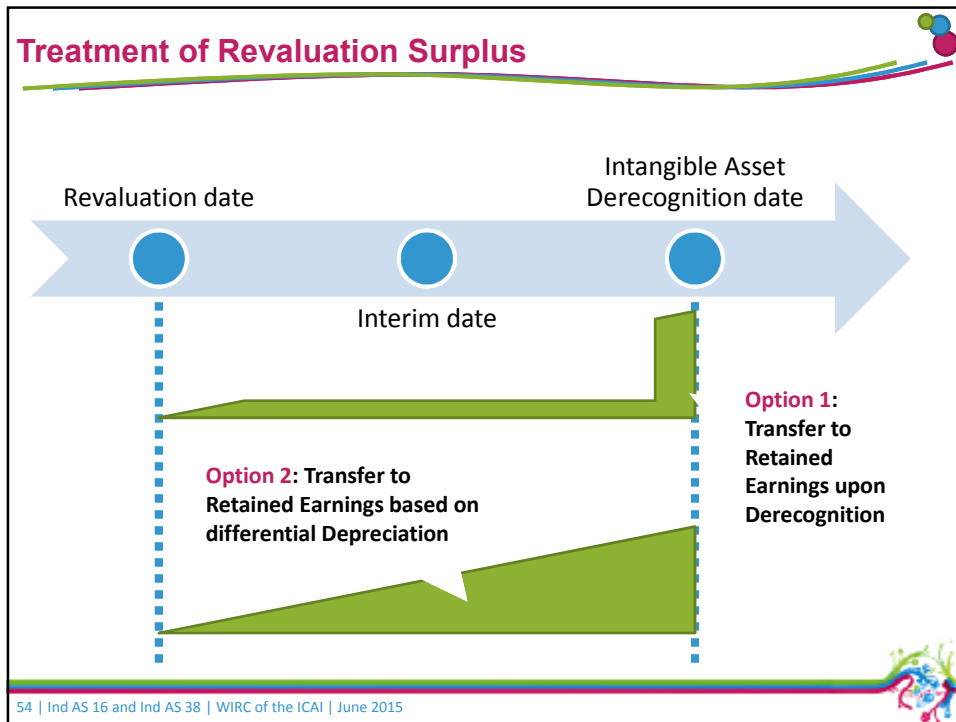 Treatment of Revaluation Surplus
Revaluation date
Intangible Asset
Derecognition date
Interim date
Option 1:
Transfer to
Retained
Earnings upon
Derecognition
Option 2: Transfer to
Retained Earnings based on
differential Depreciation
54 | Ind AS 16 and Ind AS 38 | WIRC of the ICAI | June 2015